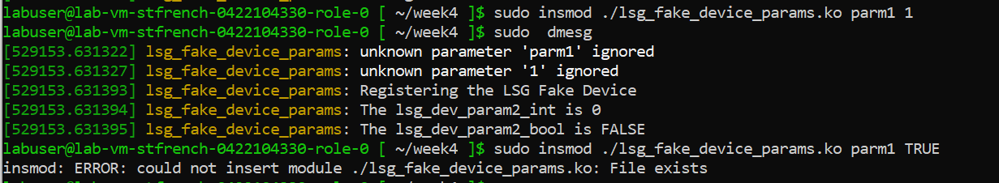 labuser@lab-vm-stfrench-0422104330-role-0 [ ~/week4 ]$ sudo insmod ./lsg_fake_device_params.ko parm1 1
labuser@lab-vm-stfrench-0422104330-role-0 [ ~/week4 ]$ sudo  dmesg
[529153.631322] lsg_fake_device_params: unknown parameter 'parm1' ignored
[529153.631327] lsg_fake_device_params: unknown parameter '1' ignored
[529153.631393] lsg_fake_device_params: Registering the LSG Fake Device
[529153.631394] lsg_fake_device_params: The lsg_dev_param2_int is 0
[529153.631395] lsg_fake_device_params: The lsg_dev_param2_bool is FALSE
labuser@lab-vm-stfrench-0422104330-role-0 [ ~/week4 ]$ sudo insmod ./lsg_fake_device_params.ko parm1 TRUE
insmod: ERROR: could not insert module ./lsg_fake_device_params.ko: File exists